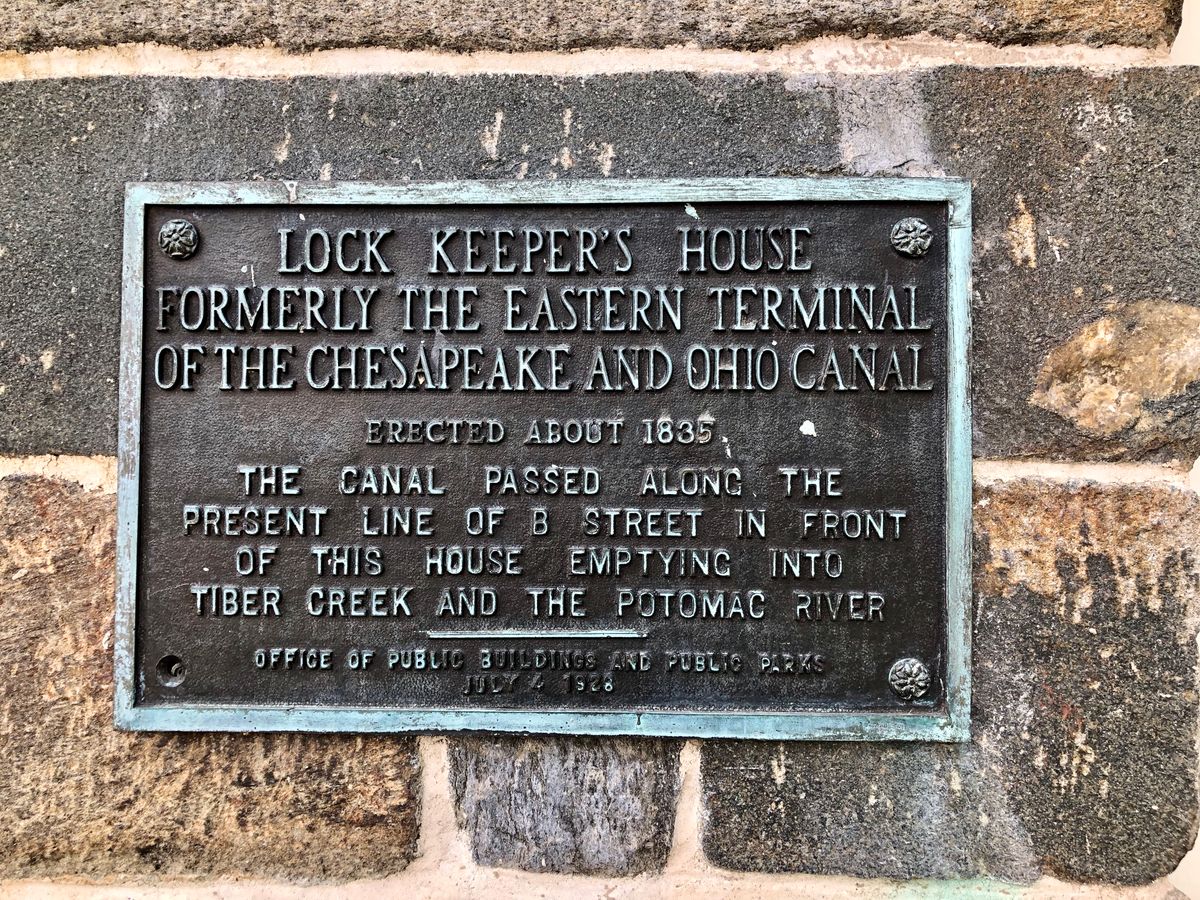 LOCK KEEPER'S HOUSE
FORMERLY THE EASTERN TERMINAL
OF THE CHESAPEAKE AND OHIO CANAL
ERECTED ABOUT 1835
THE CANAL PASSED ALONG THE
PRESENT LINE OF B STREET IN FRONT
OF THIS HOUSE EMPTYING INTO
TIBER CREEK AND THE POTOMAC RIVER
OFFICE OF PUBLIC BUILDINGS AND PUBLIC PARKS
JULY 4 1928